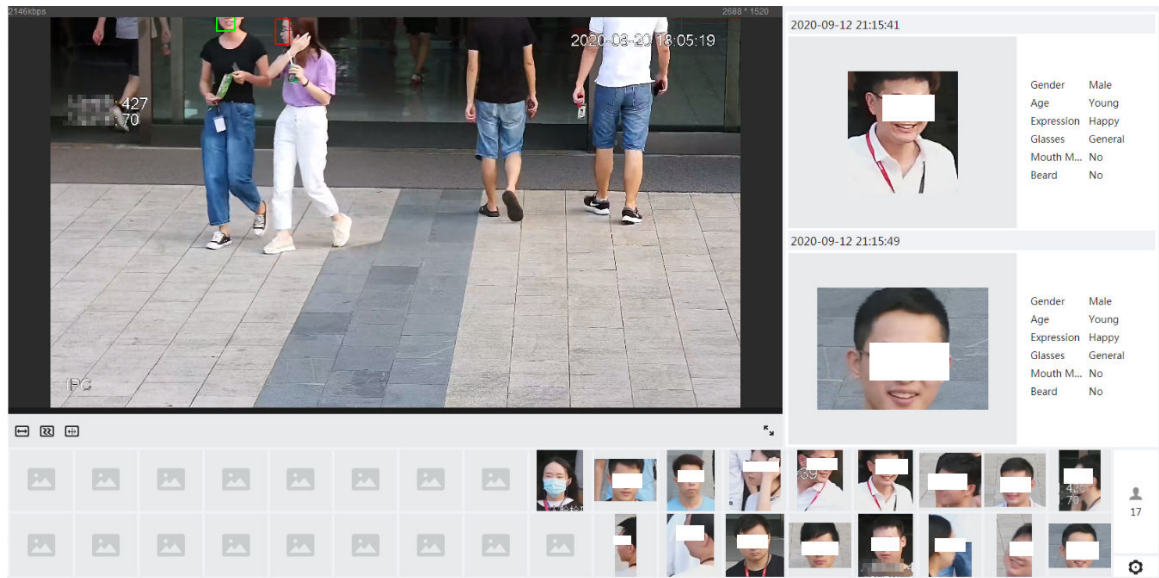 2146kbps
2688 * 1520
2020-08-20 18:05:19
427
70
IPC
2020-09-12 21:15:41
Gender Male
Age Young
Expression Happy
Glasses General
Mouth M... No
Beard No
2020-09-12 21:15:49
Gender Male
Age Young
Expression Happy
Glasses General
Mouth M... No
Beard No
17